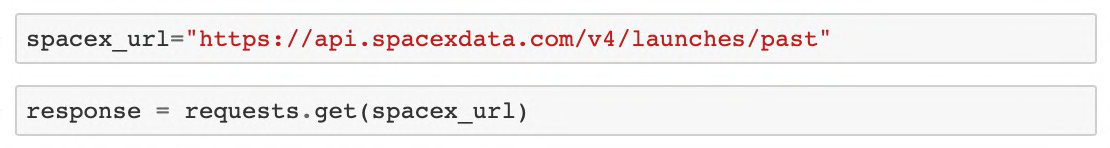 spacex_url="https://api.spacexdata.com/v4/launches/past"
response = requests.get(spacex_url)